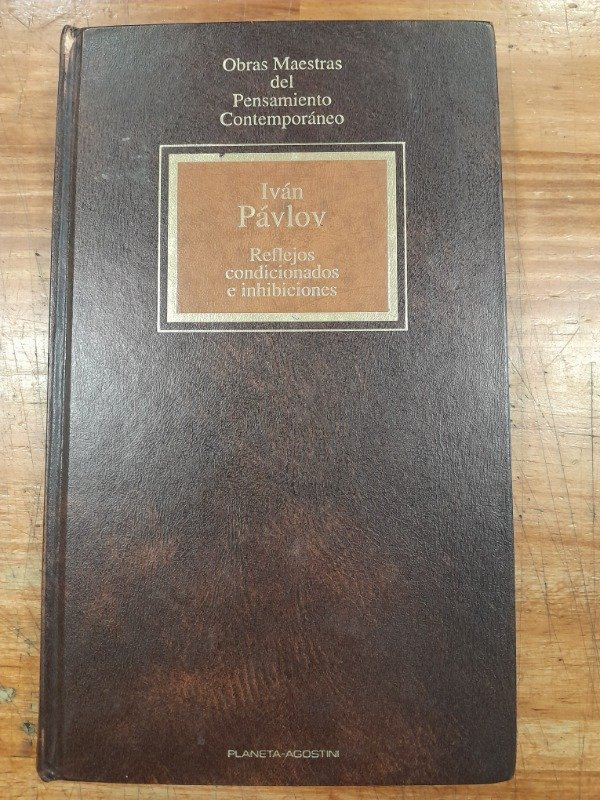 Obras Maestras
del
Pensamiento
Contemporáneo
Iván
Pávlov
Reflejos
condicionados
e inhibiciones
PLANETA-AGOSTINI